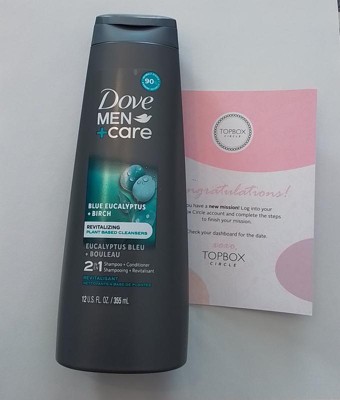 90
Dove
MEN
+care
BLUE EUCALYPTUS
+ BIRCH
REVITALIZING
PLANT BASED CLEANSERS
EUCALYPTUS BLEU
+ BOULEAU
2in1 Shampoo + Conditioner
Shampooing + Revitalisant
REVITALISANT
12 U.S. FL. OZ. / 355 mL
TOPBOX
CIRCLE
ngratulations!
have a new mission! Log into your
Circle account and complete the steps
to finish your mission.
Check your dashboard for the date.
TOPBOX
CIRCLE